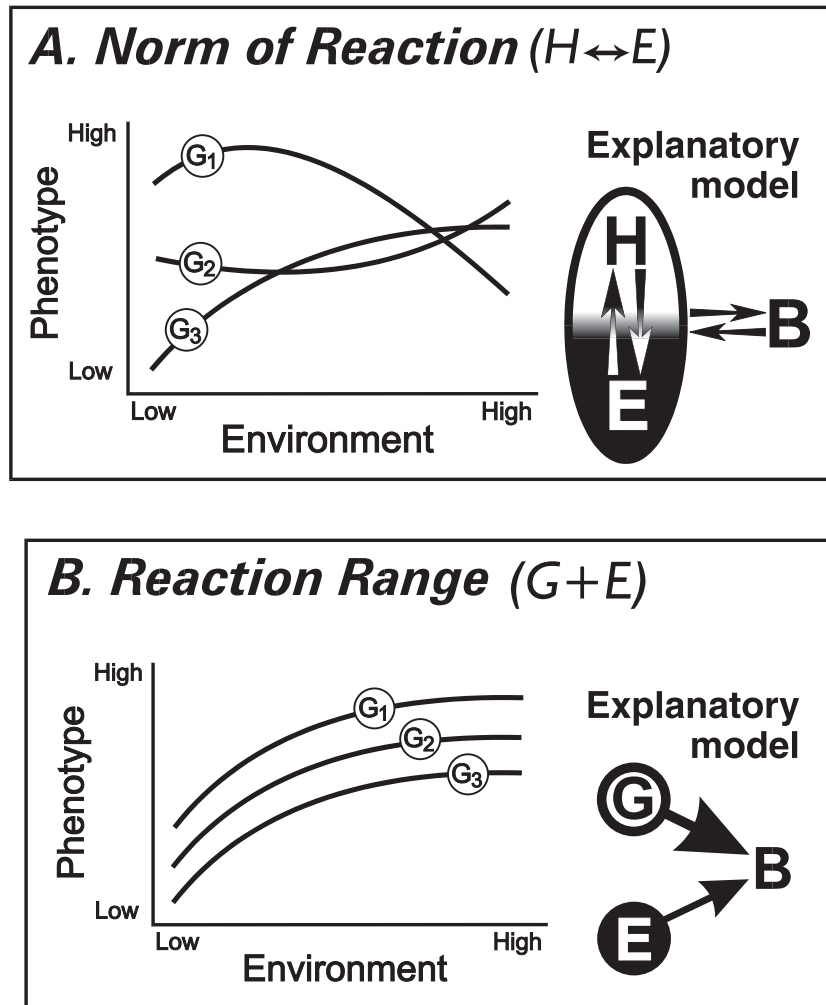 A. Norm of Reaction (H↔E)
High
Phenotype
Low
G1
G2
G3
Low
High
Environment
Explanatory
model
H
E
B
B. Reaction Range (G+E)
High
Phenotype
Low
G1
G2
G3
Low
High
Environment
Explanatory
model
G
E
B